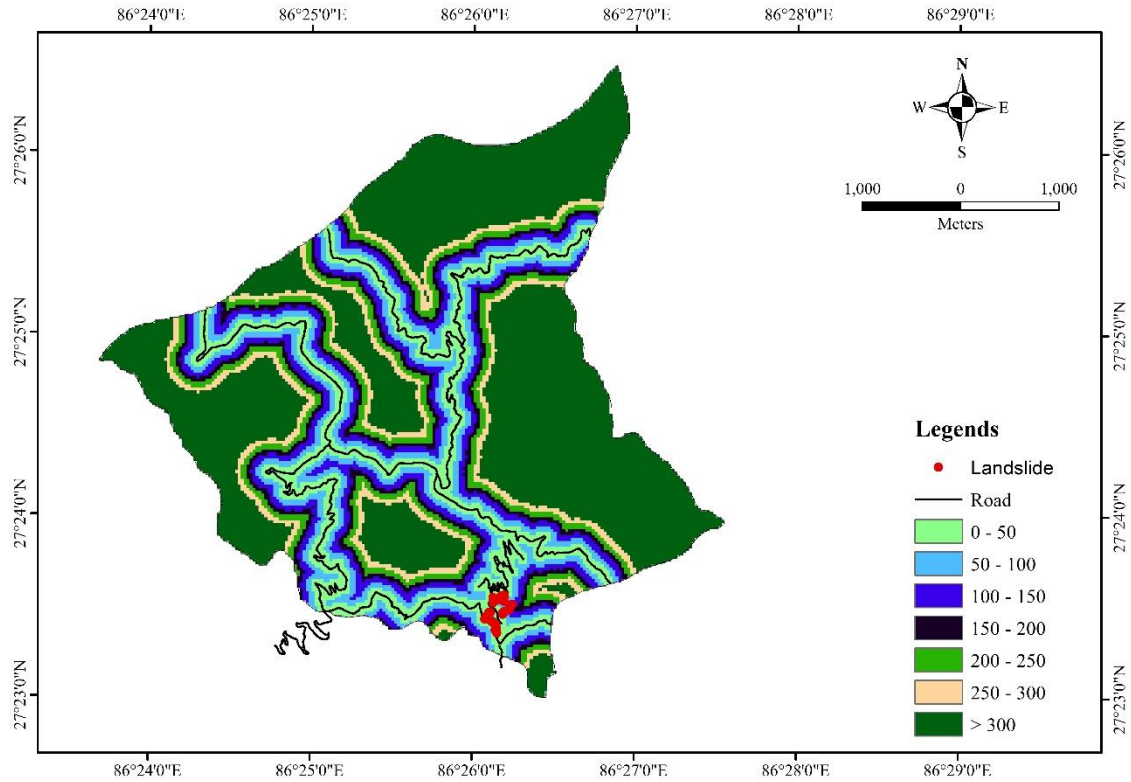 86°24'0"E 86°25'0"E 86°26'0"E 86°27'0"E 86°28'0"E 86°29'0"E
27°26'0"N 27°26'0"N
27°25'0"N 27°25'0"N
27°24'0"N 27°24'0"N
27°23'0"N 27°23'0"N
N
W E
S
1,000 0 1,000
Meters
Legends
Landslide
Road
0 - 50
50 - 100
100 - 150
150 - 200
200 - 250
250 - 300
> 300
86°24'0"E 86°25'0"E 86°26'0"E 86°27'0"E 86°28'0"E 86°29'0"E